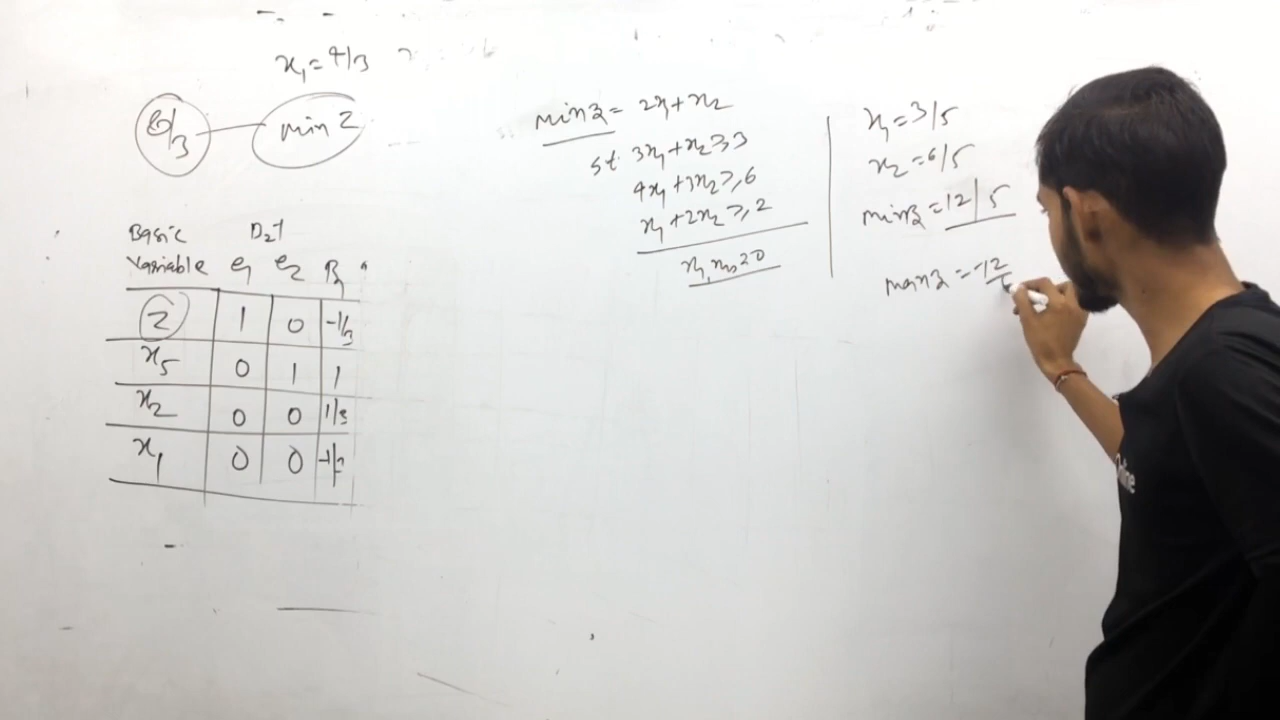 x₁ = 4/3
8/3 — min Z
Basic
Variable e₁ e₂ B₁
Z 1 0 -1/3
x₅ 0 1 1
x₂ 0 0 1/3
x₁ 0 0
min Z = 2x₁ + x₂
st 3x₁ + x₂ ≥ 3
4x₁ + 3x₂ ≥ 6
x₁ + 2x₂ ≥ 2
x₁, x₂ ≥ 0
x₁ = 3/5
x₂ = 6/5
min Z = 12/5
max Z = -12
online